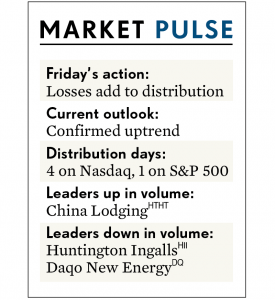 MARKET PULSE
Friday's action:
Losses add to distribution
Current outlook:
Confirmed uptrend
Distribution days:
4 on Nasdaq, 1 on S&P 500
Leaders up in volume:
China Lodging HTHT
Leaders down in volume:
Huntington Ingalls HII
Daqo New Energy DQ